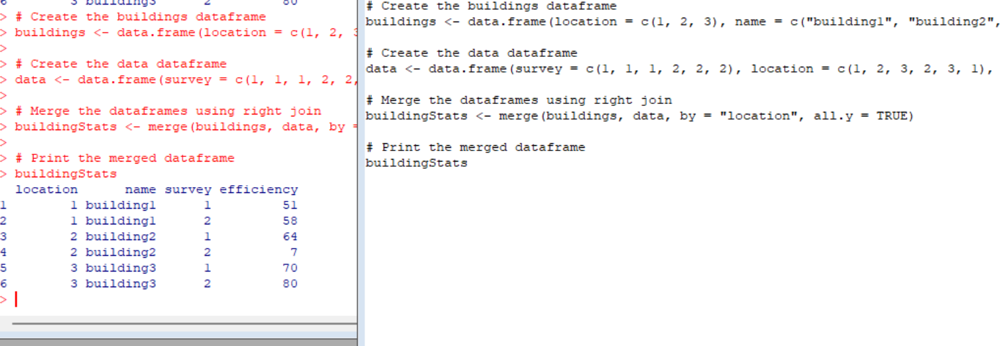 6 3 building3 2 80
> # Create the buildings dataframe
> buildings <- data.frame(location = c(1, 2, 3
>
> # Create the data dataframe
> data <- data.frame(survey = c(1, 1, 1, 2, 2,
>
> # Merge the dataframes using right join
> buildingStats <- merge(buildings, data, by =
>
> # Print the merged dataframe
> buildingStats
location name survey efficiency
1 1 building1 1 51
2 1 building1 2 58
3 2 building2 1 64
4 2 building2 2 7
5 3 building3 1 70
6 3 building3 2 80
>
# Create the buildings dataframe
buildings <- data.frame(location = c(1, 2, 3), name = c("building1", "building2",
# Create the data dataframe
data <- data.frame(survey = c(1, 1, 1, 2, 2, 2), location = c(1, 2, 3, 2, 3, 1),
# Merge the dataframes using right join
buildingStats <- merge(buildings, data, by = "location", all.y = TRUE)
# Print the merged dataframe
buildingStats